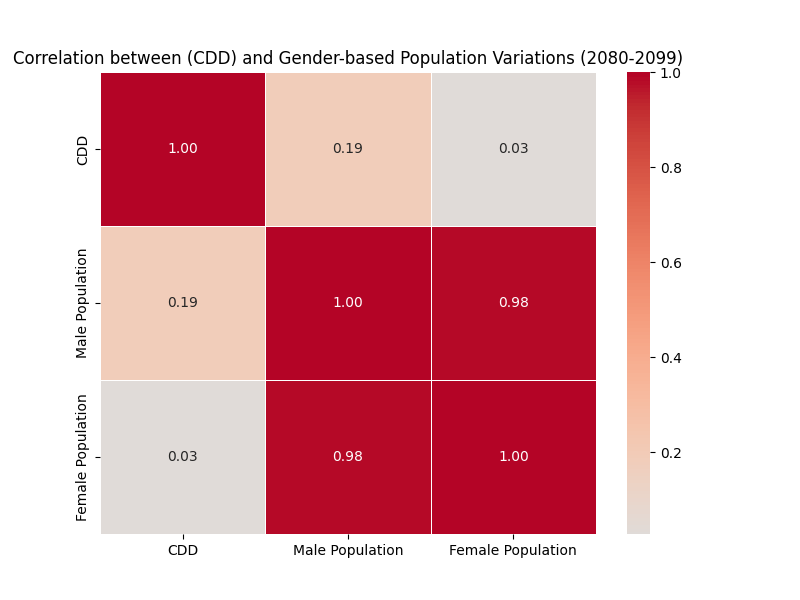 Correlation between (CDD) and Gender-based Population Variations (2080-2099)
CDD
1.00
0.19
0.03
Male Population
0.19
1.00
0.98
Female Population
0.03
0.98
1.00
CDD
Male Population
Female Population
1.0
0.8
0.6
0.4
0.2